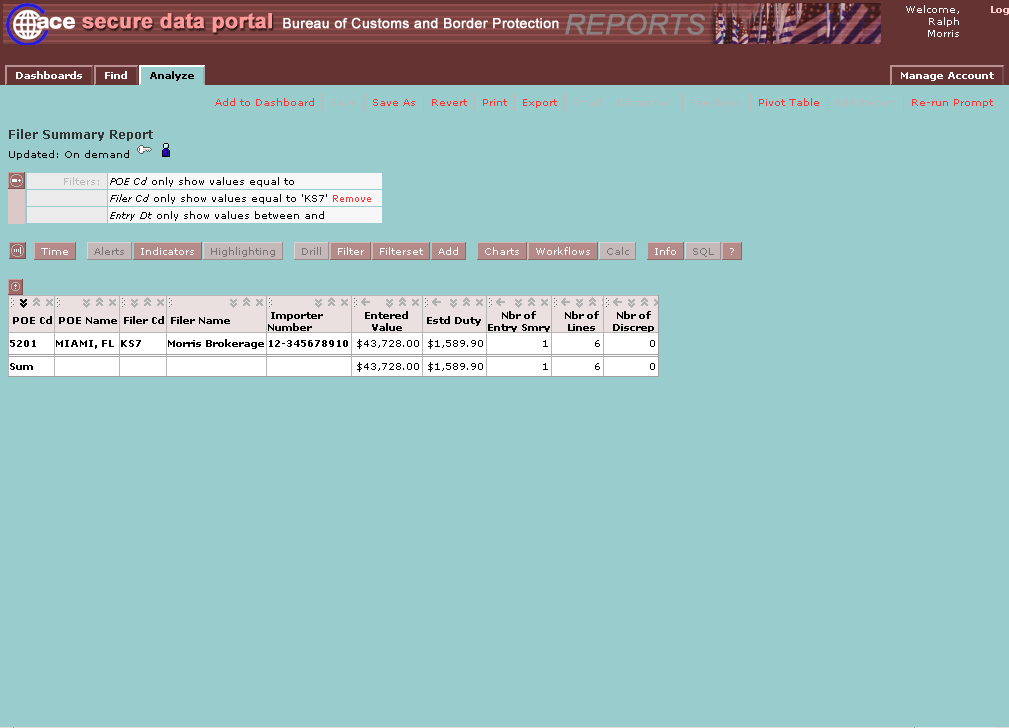 ace secure data portal Bureau of Customs and Border Protection REPORTS
Welcome, Log
Ralph
Morris
Dashboards Find Analyze Manage Account
Add to Dashboard Save As Revert Print Export Pivot Table Re-run Prompt
Filer Summary Report
Updated: On demand
Filters: POE Cd only show values equal to
Filer Cd only show values equal to 'KS7' Remove
Entry Dt only show values between and
Time Alerts Indicators Highlighting Drill Filter Filterset Add Charts Workflows Calc Info SQL ?
POE Cd POE Name Filer Cd Filer Name Importer Number Entered Value Estd Duty Nbr of Entry Smry Nbr of Lines Nbr of Discrep
5201 MIAMI, FL KS7 Morris Brokerage 12-345678910 $43,728.00 $1,589.90 1 6 0
Sum $43,728.00 $1,589.90 1 6 0